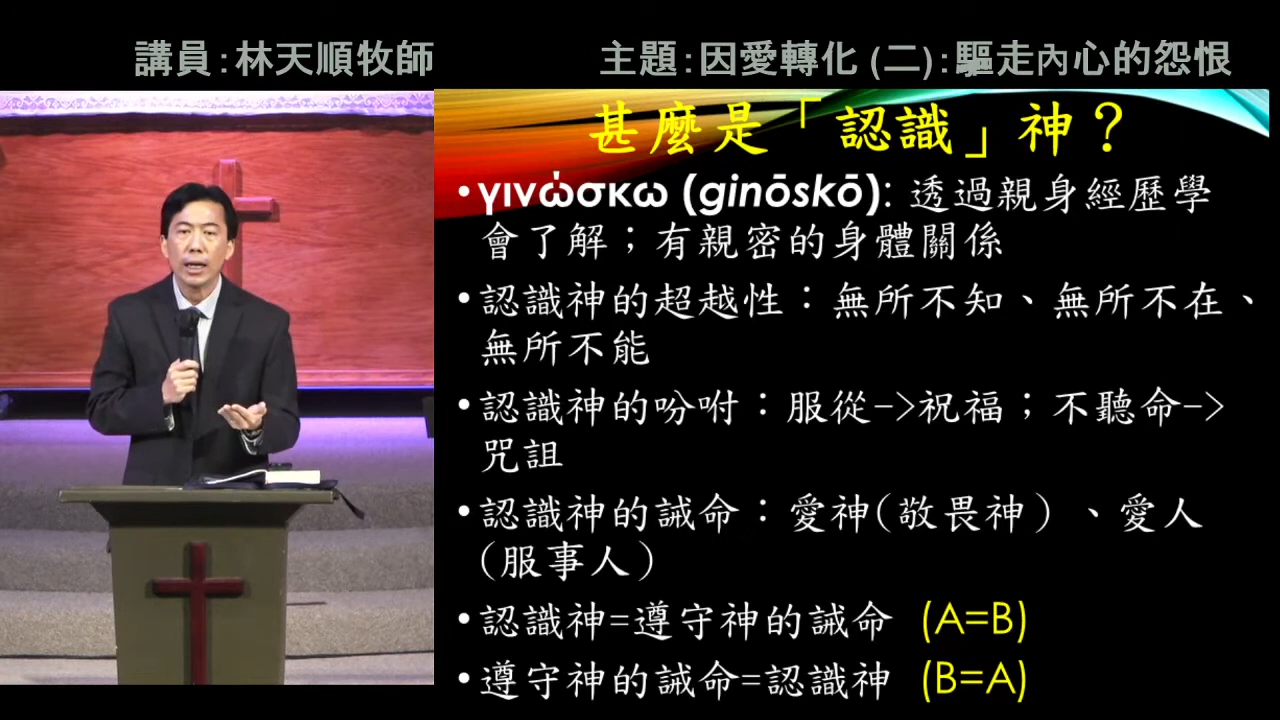 講員：林天順牧師
主題：因愛轉化 (二)：驅走內心的怨恨
甚麼是「認識」神？
•γινώσκω (ginōskō): 透過親身經歷學
會了解；有親密的身體關係
•認識神的超越性：無所不知、無所不在、
無所不能
•認識神的吩咐：服從->祝福；不聽命->
咒詛
•認識神的誡命：愛神(敬畏神)、愛人
(服事人)
•認識神=遵守神的誡命 (A=B)
•遵守神的誡命=認識神 (B=A)